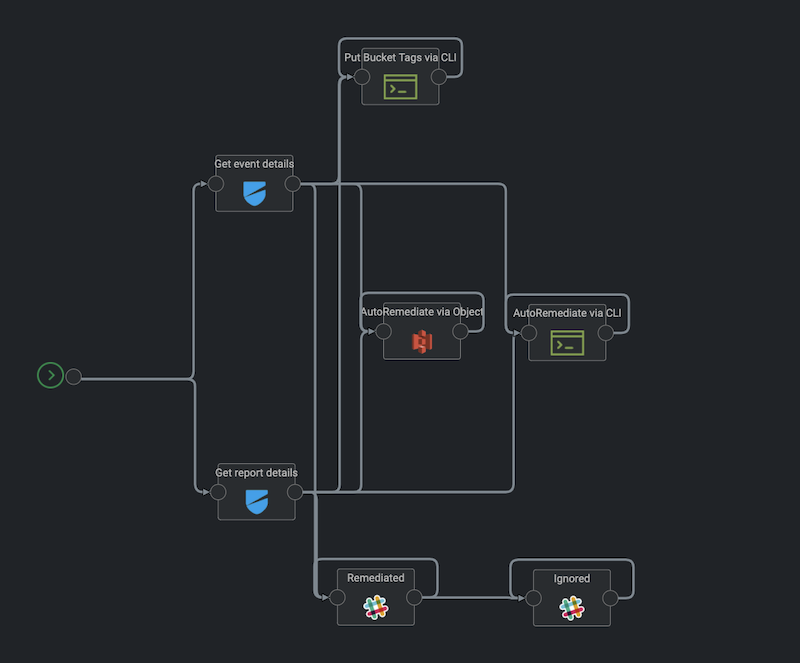 Put Bucket Tags via CLI
Get event details
AutoRemediate via Object
AutoRemediate via CLI
Get report details
Remediated
Ignored